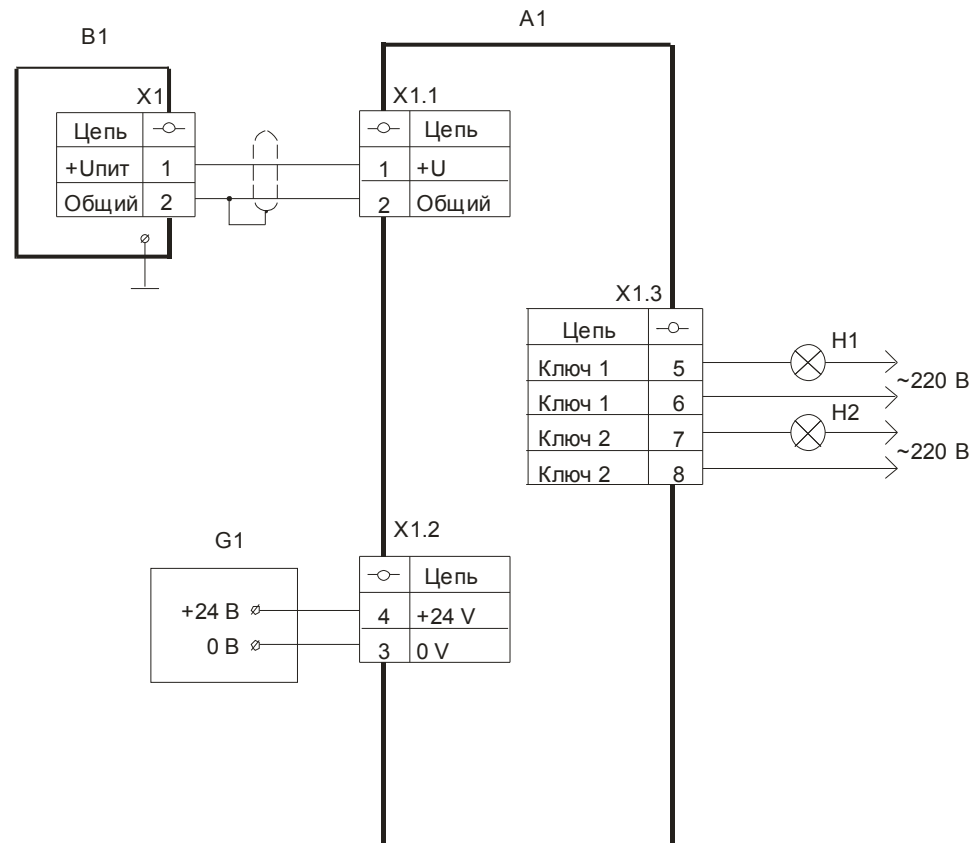 A1
B1
X1
Цепь
+Uпит 1
Общий 2
X1.1
Цепь
1 +U
2 Общий
X1.3
Цепь
Ключ 1 5
Ключ 1 6
Ключ 2 7
Ключ 2 8
H1
~220 В
H2
~220 В
G1
+24 В
0 В
X1.2
Цепь
4 +24 V
3 0 V